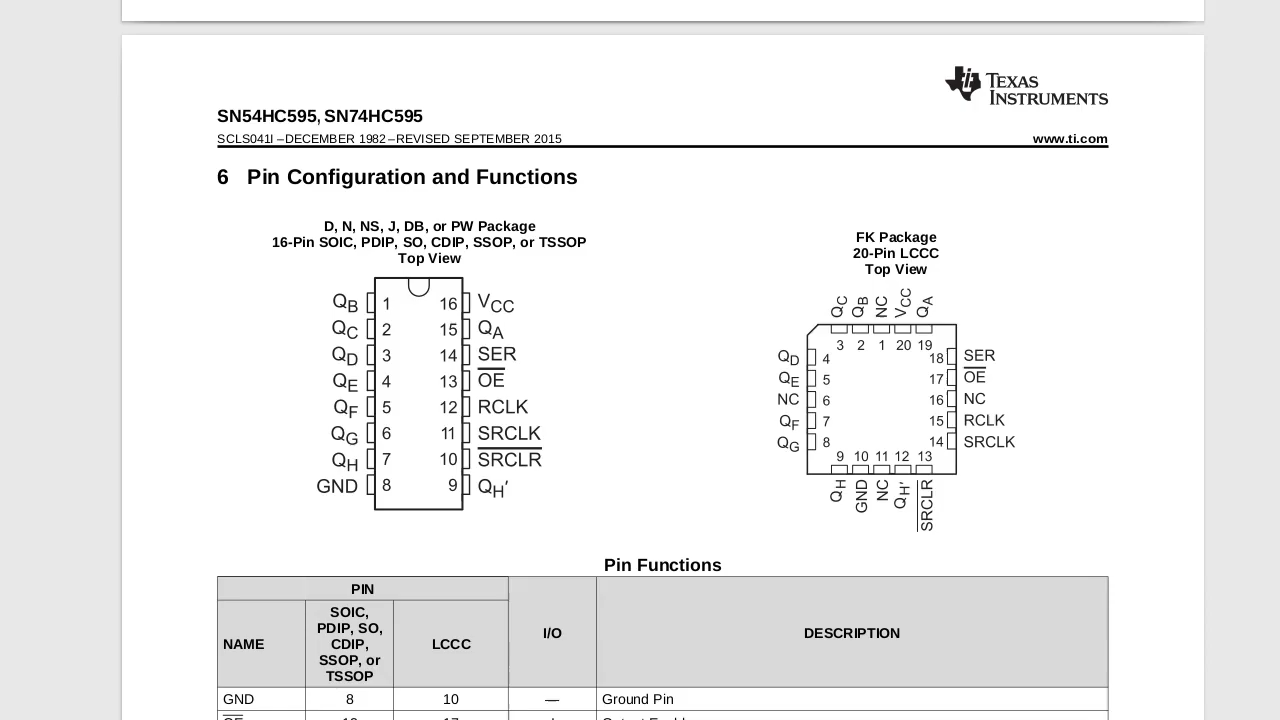 TEXAS
INSTRUMENTS
SN54HC595, SN74HC595
SCLS041I –DECEMBER 1982–REVISED SEPTEMBER 2015
www.ti.com
6 Pin Configuration and Functions
D, N, NS, J, DB, or PW Package
16-Pin SOIC, PDIP, SO, CDIP, SSOP, or TSSOP
Top View
QB 1 16 VCC
QC 2 15 QA
QD 3 14 SER
QE 4 13 OE
QF 5 12 RCLK
QG 6 11 SRCLK
QH 7 10 SRCLR
GND 8 9 QH′
FK Package
20-Pin LCCC
Top View
QC QB NC VCC QA
3 2 1 20 19
QD 4 18 SER
QE 5 17 OE
NC 6 16 NC
QF 7 15 RCLK
QG 8 14 SRCLK
9 10 11 12 13
QH GND NC QH′ SRCLR
Pin Functions
PIN
NAME
SOIC,
PDIP, SO,
CDIP,
SSOP, or
TSSOP
LCCC
I/O
DESCRIPTION
GND 8 10 — Ground Pin